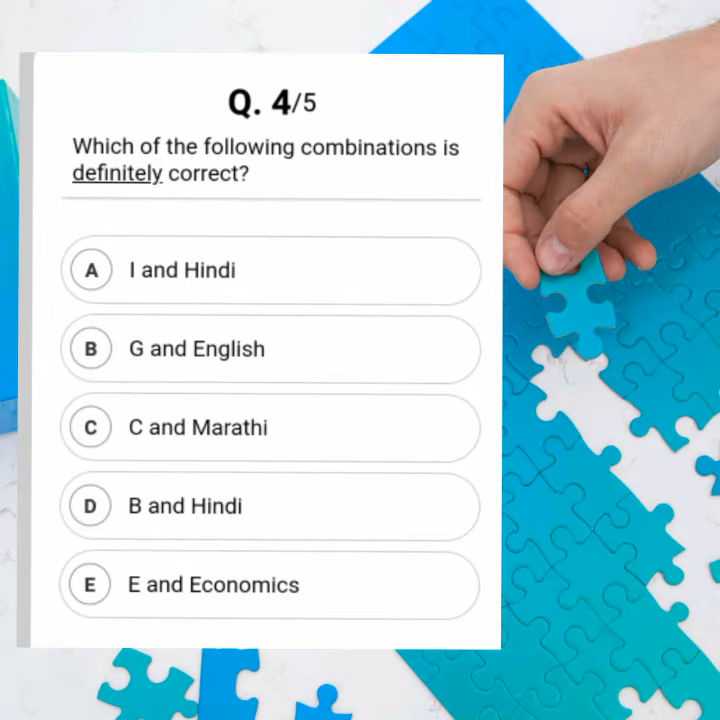 Q. 4/5
Which of the following combinations is
definitely correct?
A I and Hindi
B G and English
C C and Marathi
D B and Hindi
E E and Economics